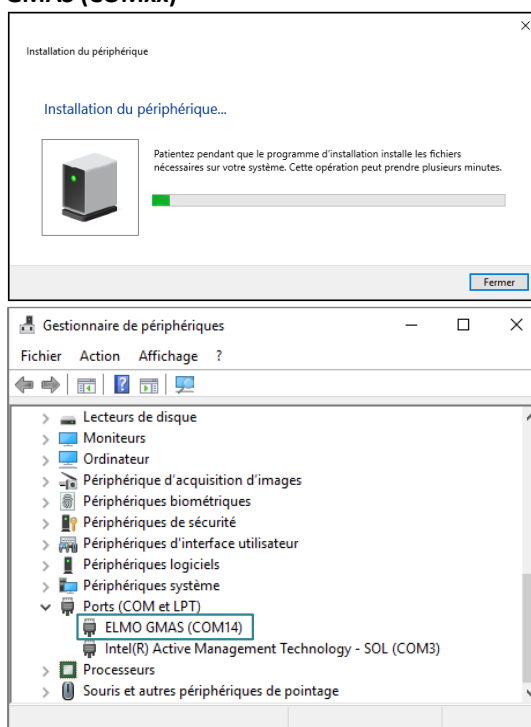 GMAS (COMxx)
Installation du périphérique
Installation du périphérique...
Patientez pendant que le programme d'installation installe les fichiers
nécessaires sur votre système. Cette opération peut prendre plusieurs minutes.
Fermer
Gestionnaire de périphériques
Fichier Action Affichage ?
Lecteurs de disque
Moniteurs
Ordinateur
Périphérique d'acquisition d'images
Périphériques biométriques
Périphériques de sécurité
Périphériques d'interface utilisateur
Périphériques logiciels
Périphériques système
Ports (COM et LPT)
ELMO GMAS (COM14)
Intel(R) Active Management Technology - SOL (COM3)
Processeurs
Souris et autres périphériques de pointage